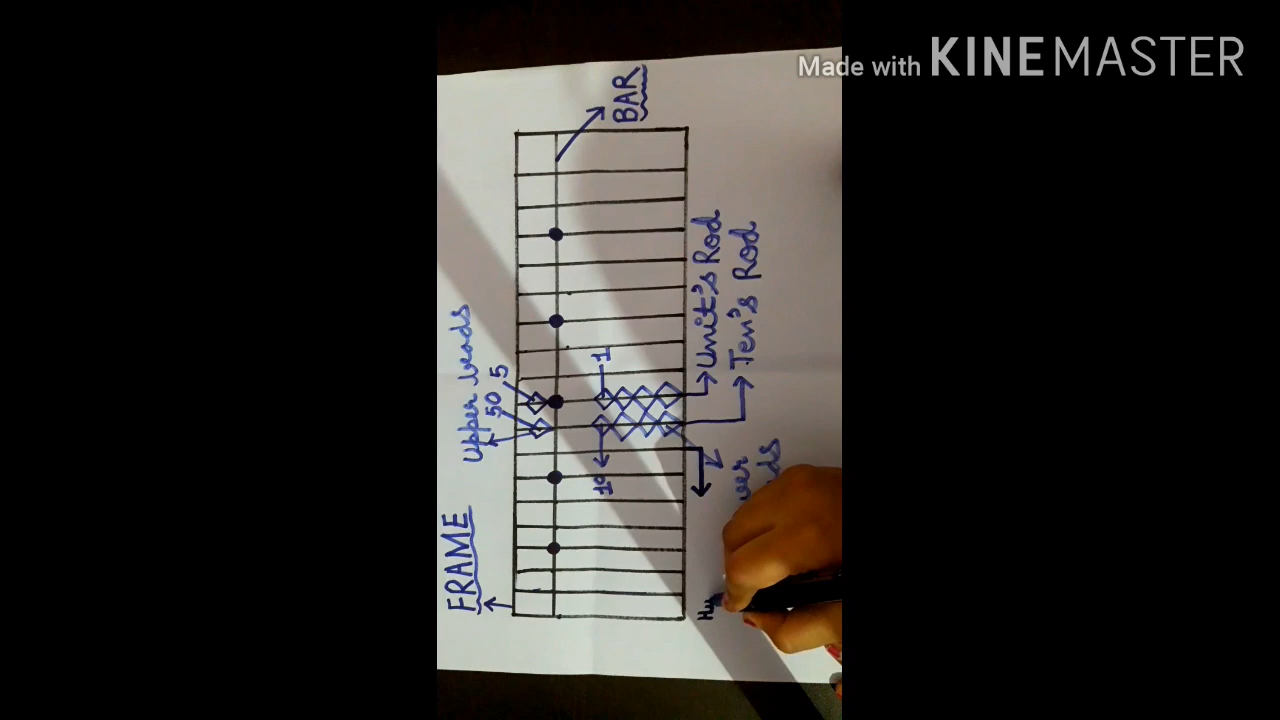 Made with KINEMASTER
FRAME
Upper beads
50
5
BAR
10
1
Unit's Rod
Ten's Rod